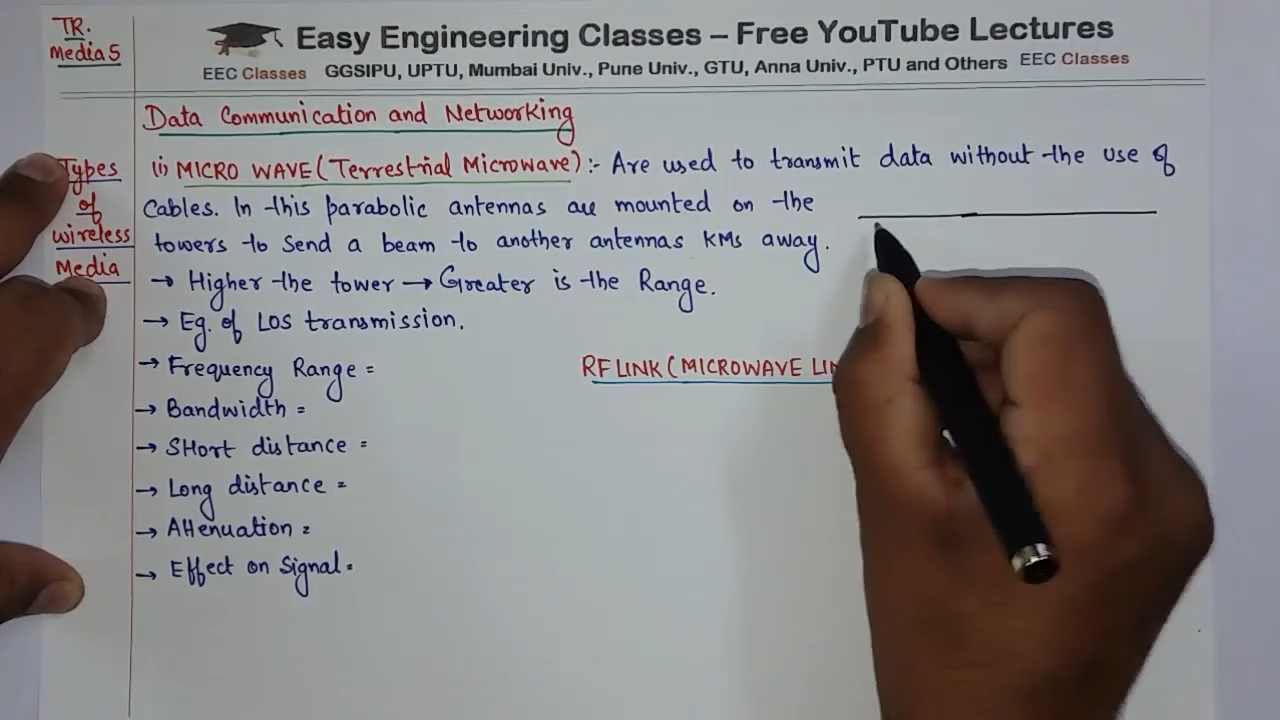 TR.
Media 5
Easy Engineering Classes – Free YouTube Lectures
EEC Classes GGSIPU, UPTU, Mumbai Univ., Pune Univ., GTU, Anna Univ., PTU and Others EEC Classes
Data Communication and Networking
Types
of
wireless
Media
(i) MICRO WAVE (Terrestrial Microwave) :- Are used to transmit data without the use of
Cables. In this parabolic antennas are mounted on the
towers to send a beam to another antennas KMs away.
→ Higher the tower → Greater is the Range.
→ Eg. of LOS transmission.
→ Frequency Range =
→ Bandwidth =
→ SHort distance =
→ Long distance =
→ Attenuation =
→ Effect on Signal =
RF LINK (MICROWAVE